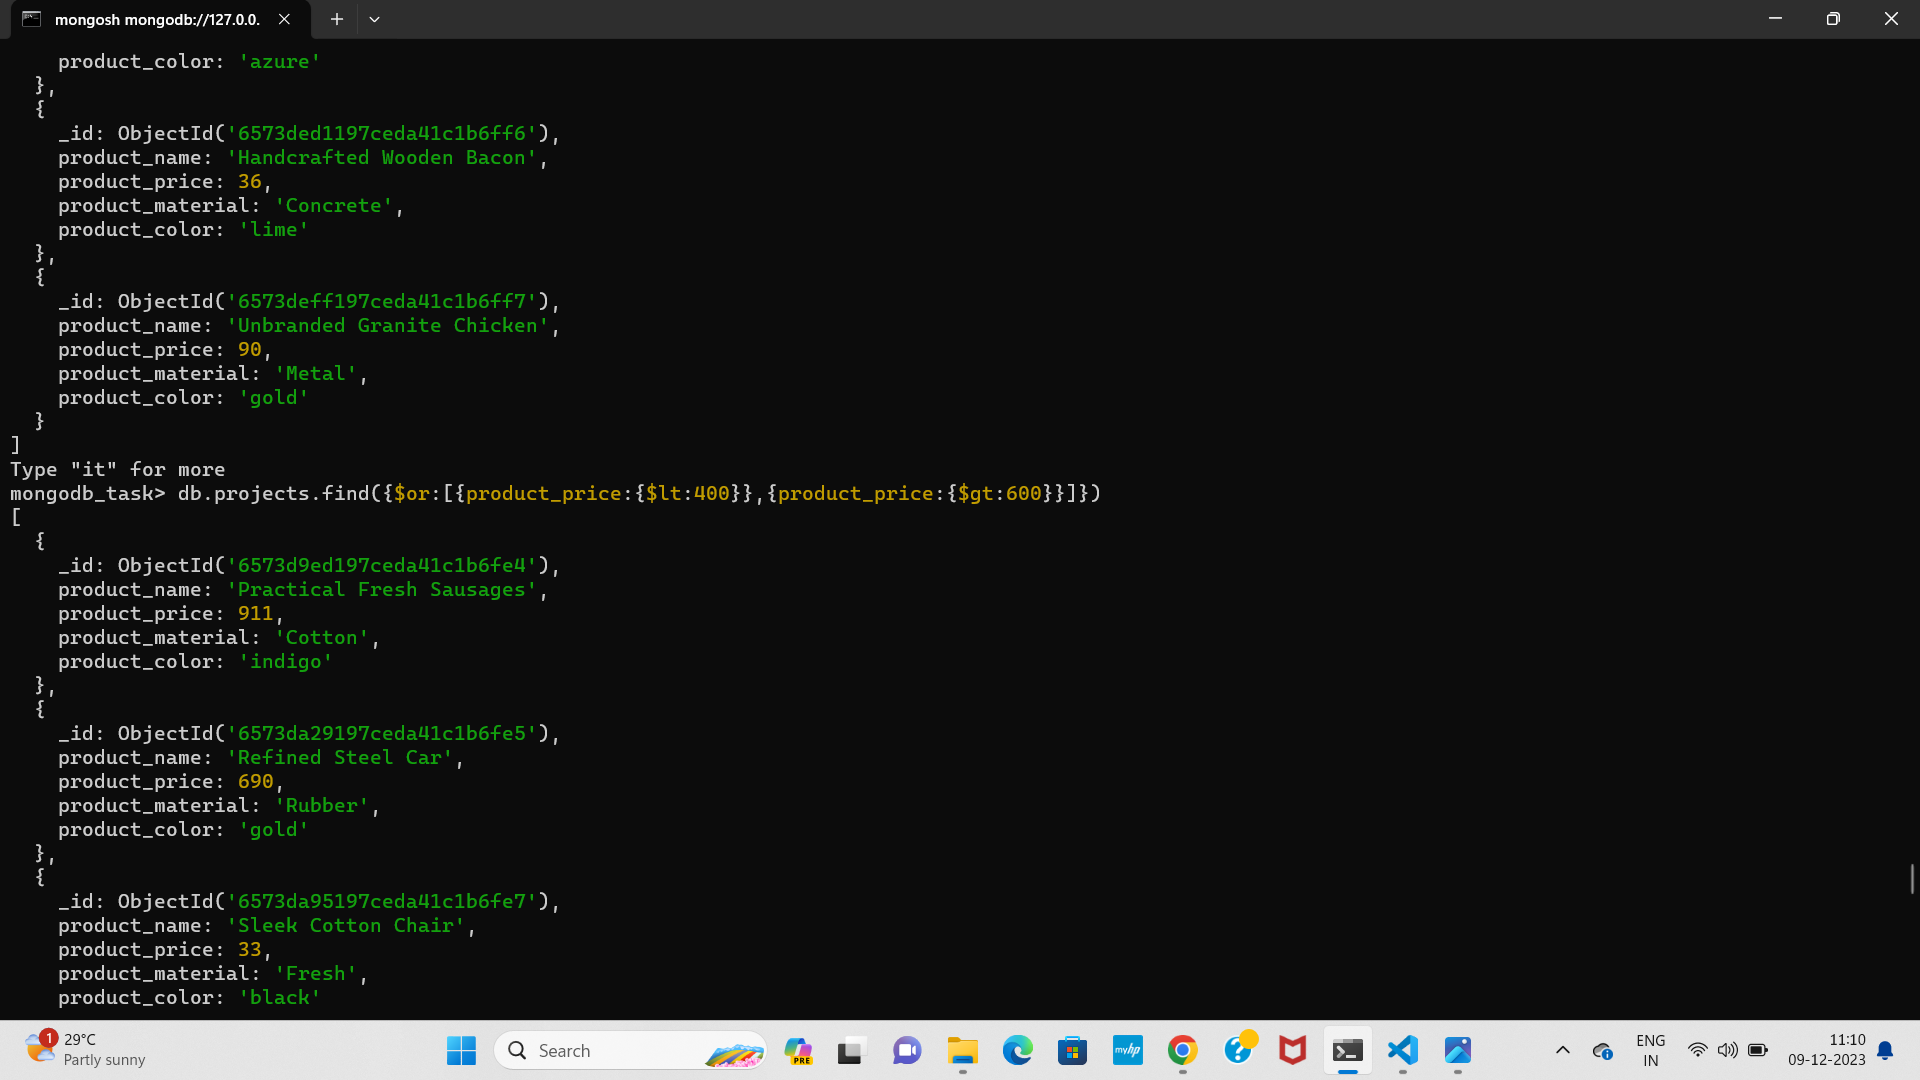 mongosh mongodb://127.0.0.
product_color: 'azure'
},
{
_id: ObjectId('6573ded1197ceda41c1b6ff6'),
product_name: 'Handcrafted Wooden Bacon',
product_price: 36,
product_material: 'Concrete',
product_color: 'lime'
},
{
_id: ObjectId('6573deff197ceda41c1b6ff7'),
product_name: 'Unbranded Granite Chicken',
product_price: 90,
product_material: 'Metal',
product_color: 'gold'
}
]
Type "it" for more
mongodb_task> db.projects.find({$or:[{product_price:{$lt:400}},{product_price:{$gt:600}}]})
[
{
_id: ObjectId('6573d9ed197ceda41c1b6fe4'),
product_name: 'Practical Fresh Sausages',
product_price: 911,
product_material: 'Cotton',
product_color: 'indigo'
},
{
_id: ObjectId('6573da29197ceda41c1b6fe5'),
product_name: 'Refined Steel Car',
product_price: 690,
product_material: 'Rubber',
product_color: 'gold'
},
{
_id: ObjectId('6573da95197ceda41c1b6fe7'),
product_name: 'Sleek Cotton Chair',
product_price: 33,
product_material: 'Fresh',
product_color: 'black'
1
29°C
Partly sunny
Search
PRE
myhp
ENG
IN
11:10
09-12-2023